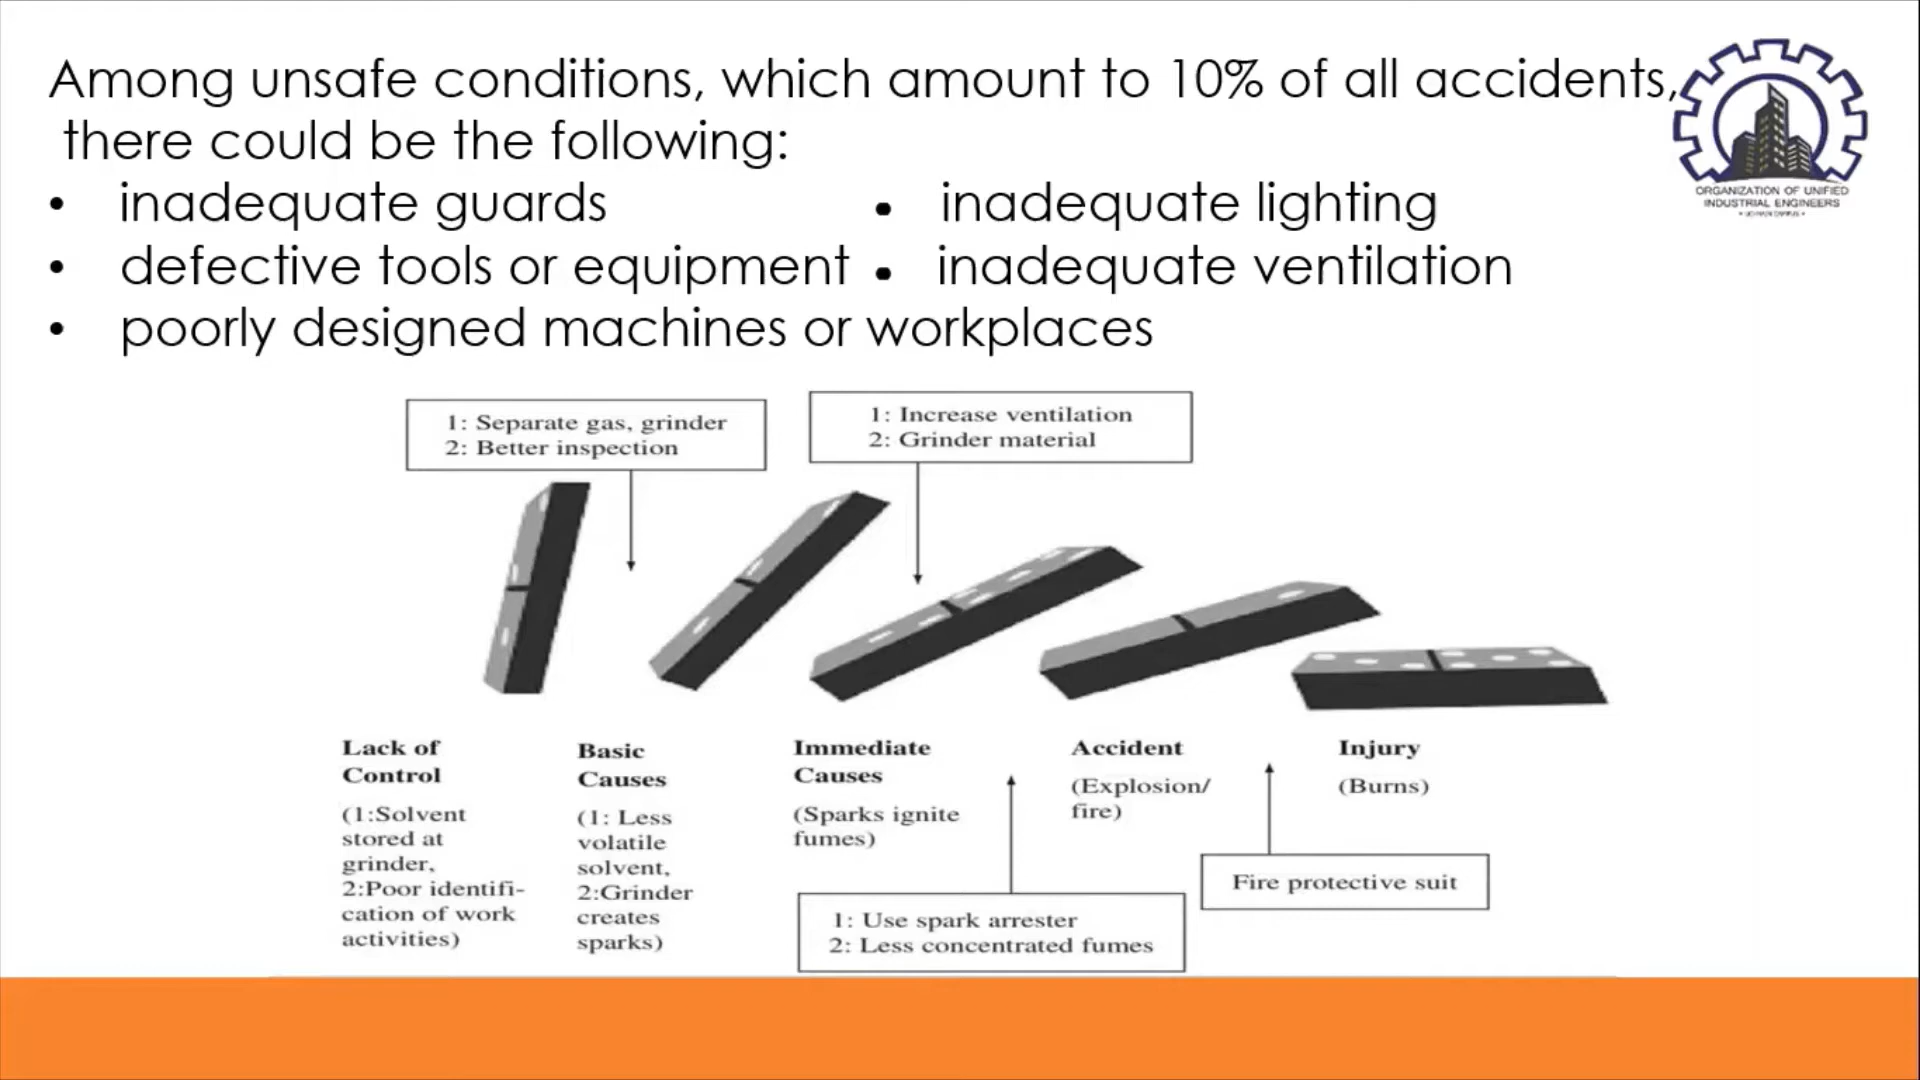 Among unsafe conditions, which amount to 10% of all accidents,
there could be the following:
• inadequate guards
• defective tools or equipment
• poorly designed machines or workplaces
• inadequate lighting
• inadequate ventilation
ORGANIZATION OF UNIFIED
INDUSTRIAL ENGINEERS
1: Separate gas, grinder
2: Better inspection
1: Increase ventilation
2: Grinder material
Lack of
Control
(1:Solvent
stored at
grinder,
2:Poor identifi-
cation of work
activities)
Basic
Causes
(1: Less
volatile
solvent,
2:Grinder
creates
sparks)
Immediate
Causes
(Sparks ignite
fumes)
Accident
(Explosion/
fire)
Injury
(Burns)
1: Use spark arrester
2: Less concentrated fumes
Fire protective suit